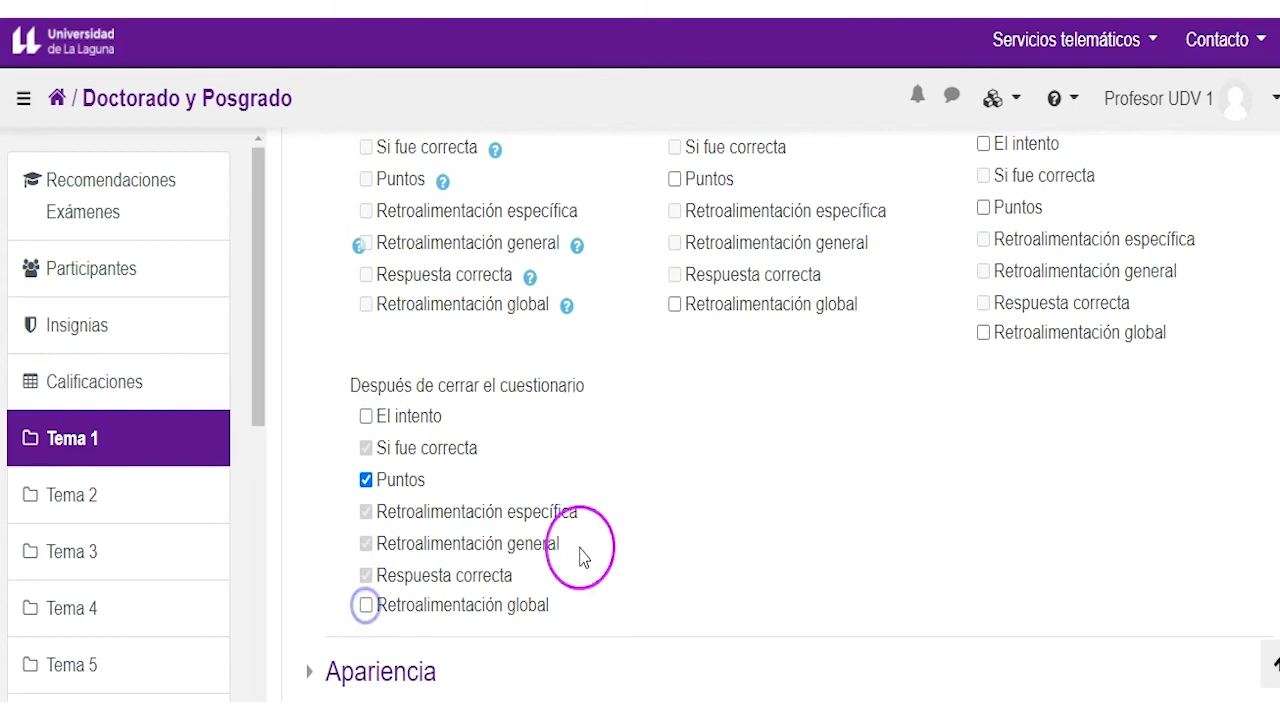 Universidad
de La Laguna
Servicios telemáticos
Contacto
/ Doctorado y Posgrado
Profesor UDV 1
Recomendaciones
Exámenes
Participantes
Insignias
Calificaciones
Tema 1
Tema 2
Tema 3
Tema 4
Tema 5
Si fue correcta
Puntos
Retroalimentación específica
Retroalimentación general
Respuesta correcta
Retroalimentación global
Si fue correcta
Puntos
Retroalimentación específica
Retroalimentación general
Respuesta correcta
Retroalimentación global
El intento
Si fue correcta
Puntos
Retroalimentación específica
Retroalimentación general
Respuesta correcta
Retroalimentación global
Después de cerrar el cuestionario
El intento
Si fue correcta
Puntos
Retroalimentación específica
Retroalimentación general
Respuesta correcta
Retroalimentación global
Apariencia